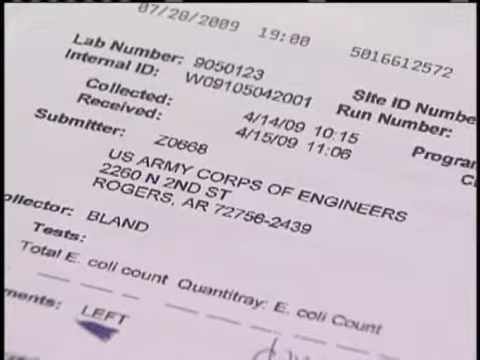 07/28/2009 19:00 5016612572
Lab Number: 9050123
Internal ID: W09105042001
Site ID Numbe
Run Number:
Collected: 4/14/09 10:15
Received: 4/15/09 11:06
Program
Submitter: Z0668
US ARMY CORPS OF ENGINEERS
2260 N 2ND ST
ROGERS, AR 72756-2439
ollector: BLAND
Tests:
Total E. coli count Quantitray: E. coli Count
ments: LEFT